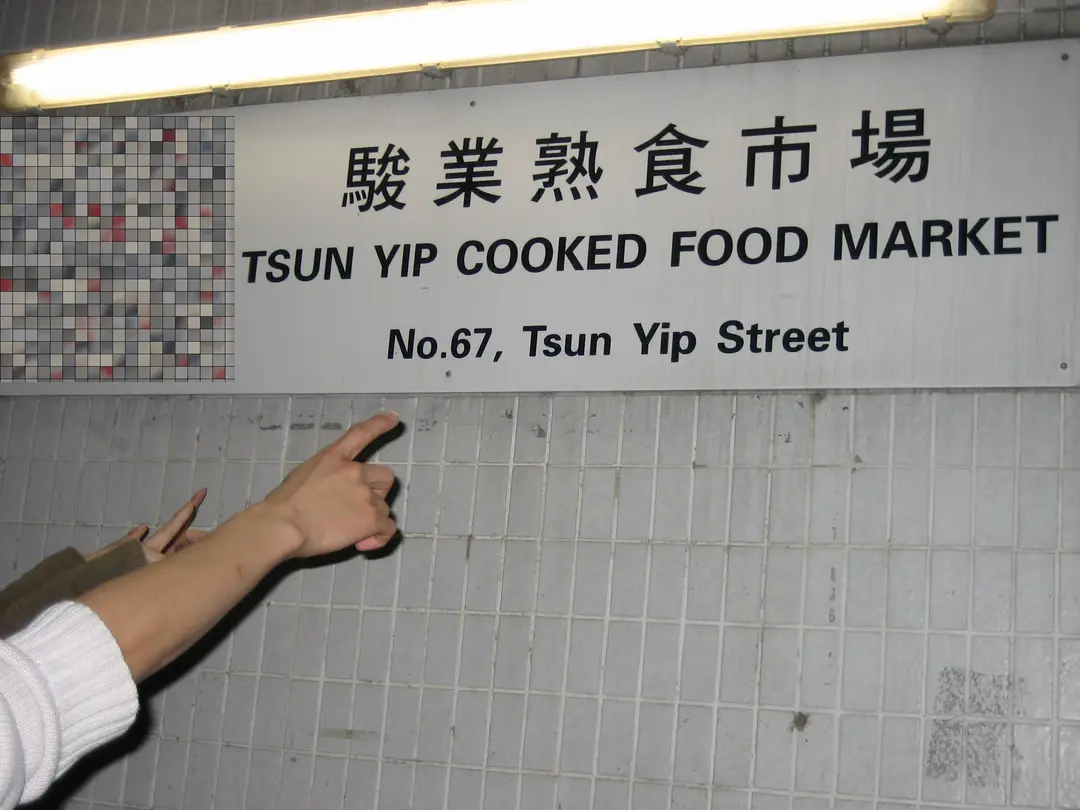 駿業熟食市場
TSUN YIP COOKED FOOD MARKET
No.67, Tsun Yip Street